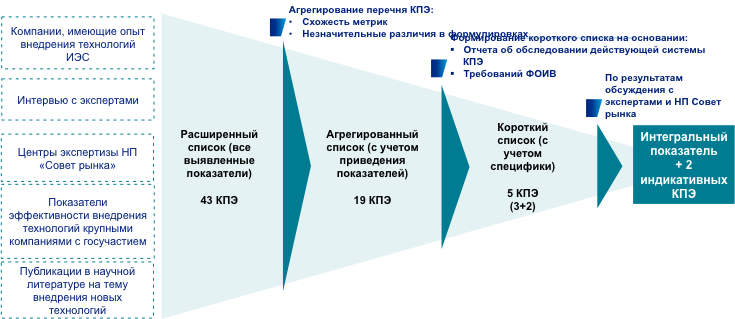 Агрегирование перечня КПЭ:
• Схожесть метрик
• Незначительные различия в формулировках
Формирование короткого списка на основании:
• Отчета об обследовании действующей системы
КПЭ
• Требований ФОИВ
По результатам
обсуждения с
экспертами и НП Совет
рынка
Компании, имеющие опыт
внедрения технологий
ИЭС
Интервью с экспертами
Центры экспертизы НП
«Совет рынка»
Показатели
эффективности внедрения
технологий крупными
компаниями с госучастием
Публикации в научной
литературе на тему
внедрения новых
технологий
Расширенный
список (все
выявленные
показатели)
43 КПЭ
Агрегированный
список (с учетом
приведения
показателей)
19 КПЭ
Короткий
список (с
учетом
специфики)
5 КПЭ
(3+2)
Интегральный
показатель
+ 2
индикативных
КПЭ